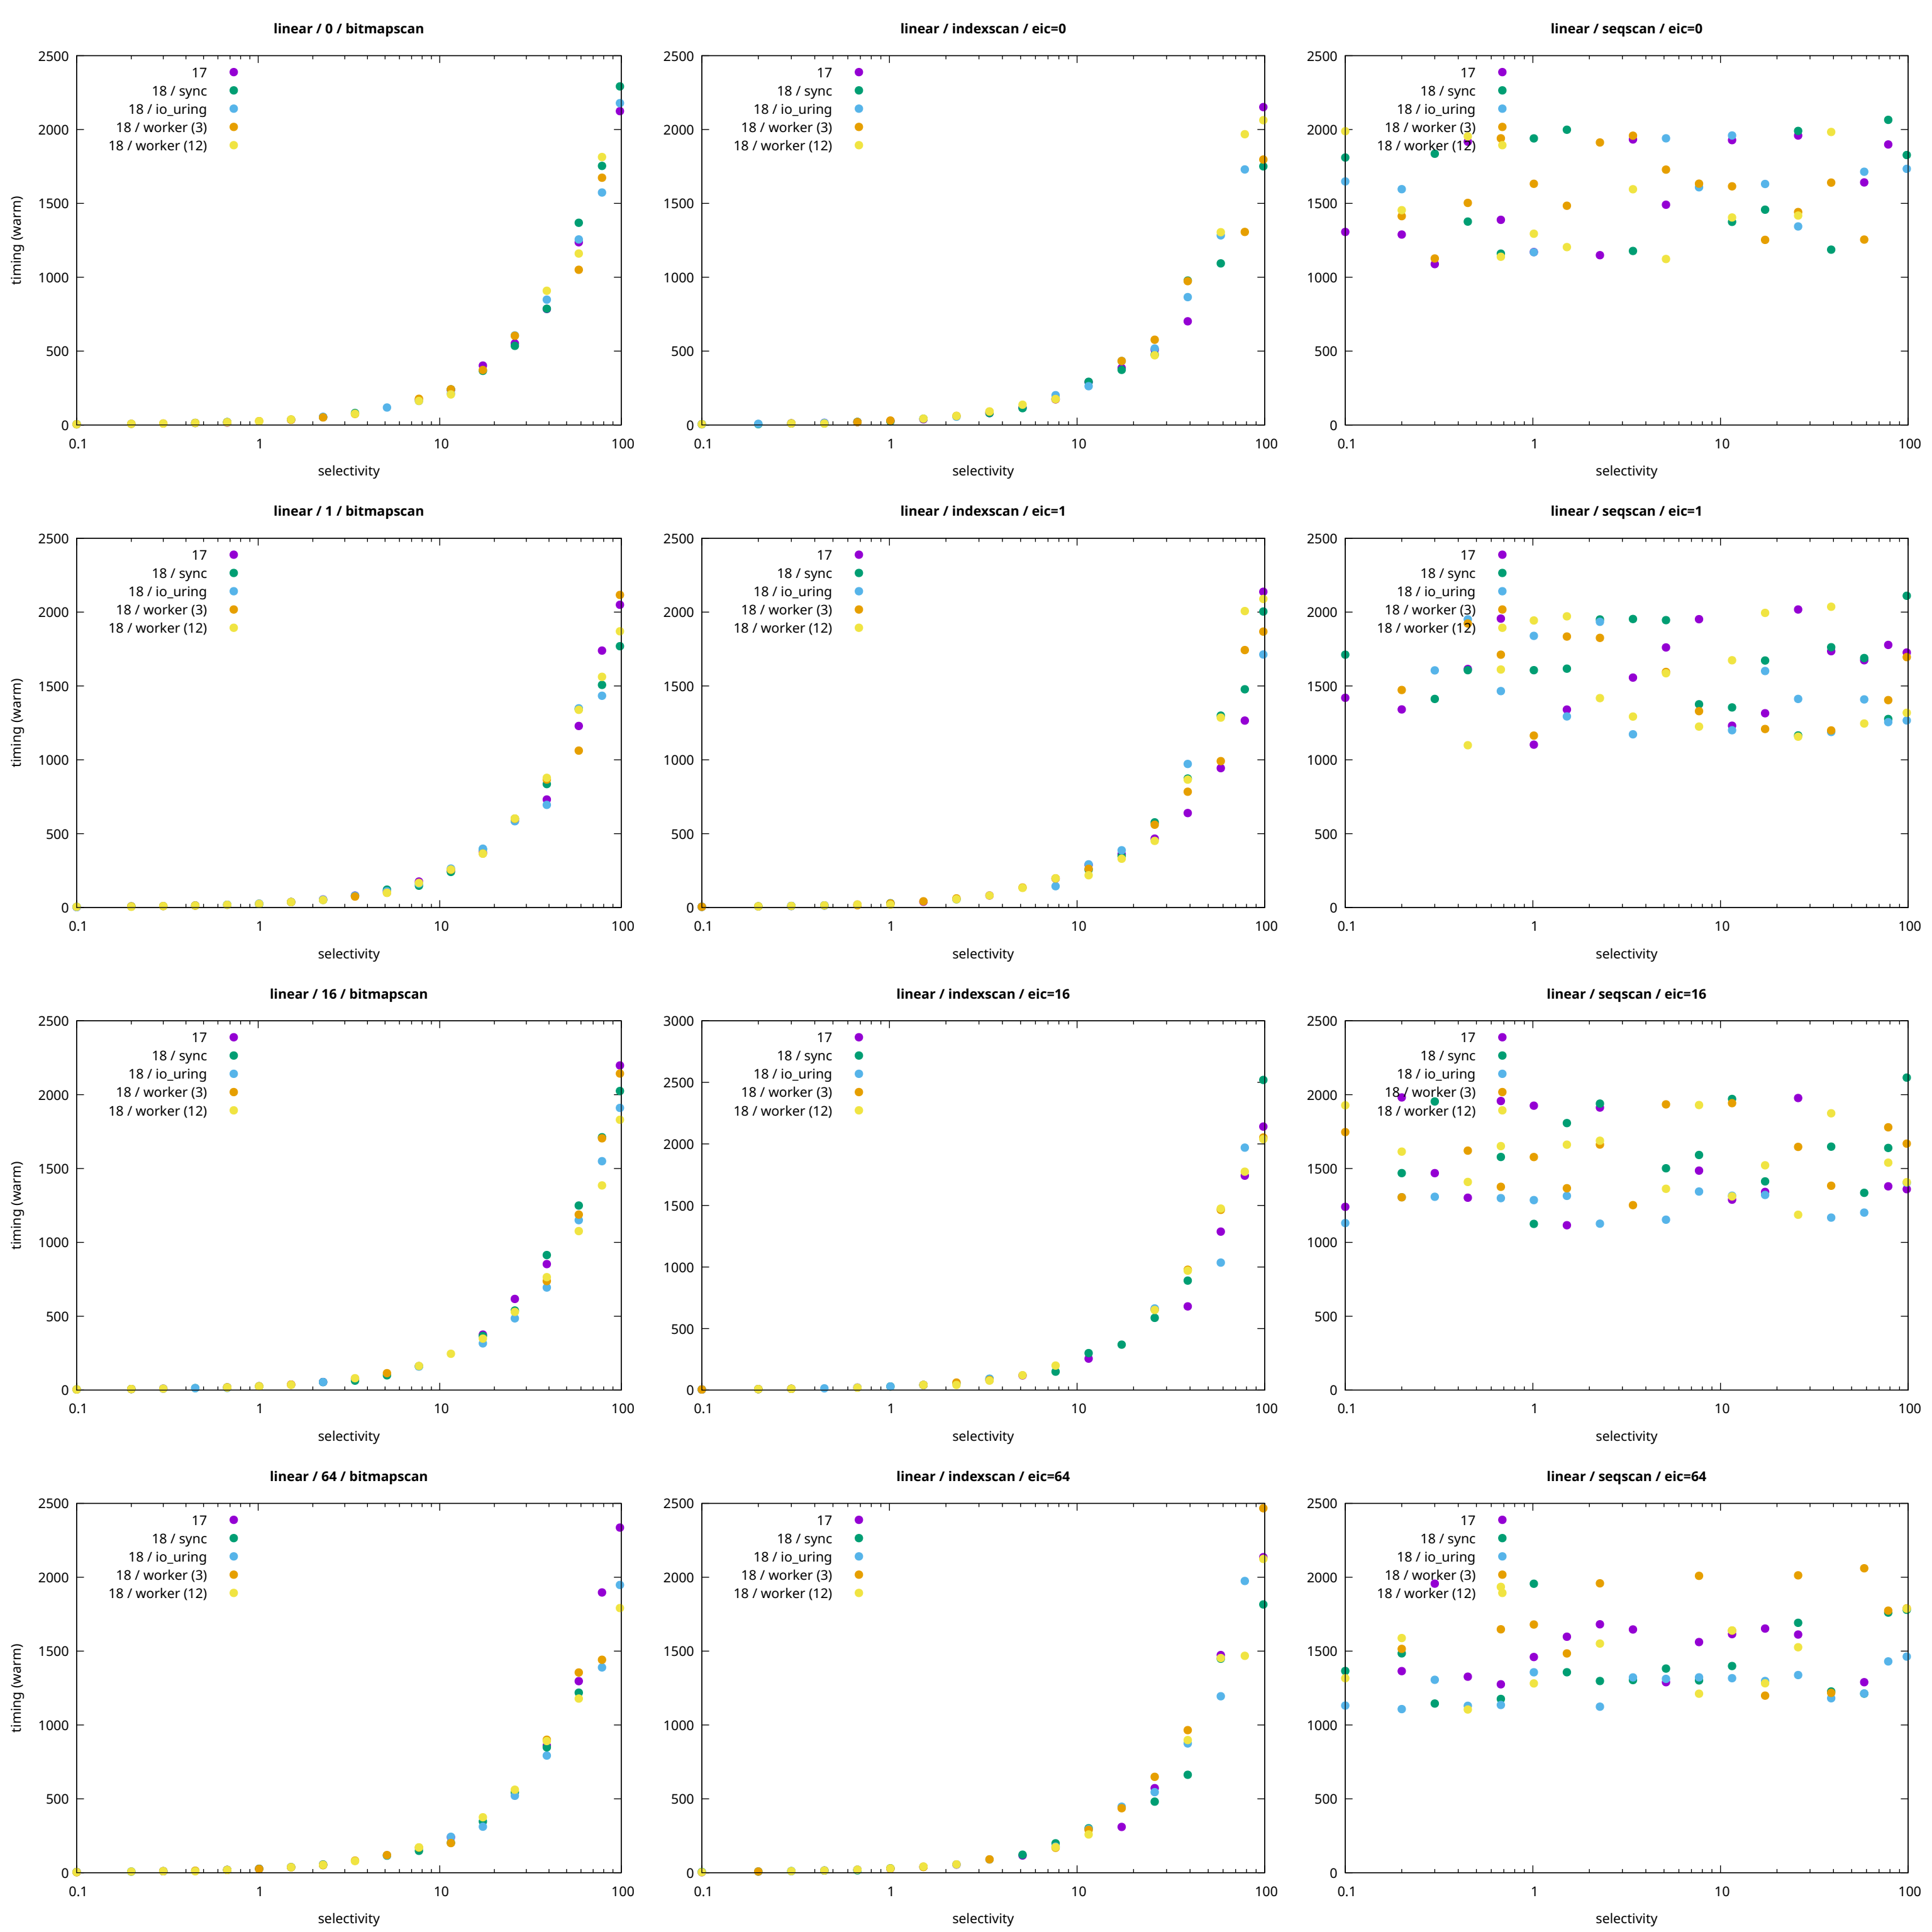 linear / 0 / bitmapscan
2500
2000
1500
1000
500
0
0.1 1 10 100
timing (warm)
selectivity
17
18 / sync
18 / io_uring
18 / worker (3)
18 / worker (12)
linear / indexscan / eic=0
2500
2000
1500
1000
500
0
0.1 1 10 100
selectivity
17
18 / sync
18 / io_uring
18 / worker (3)
18 / worker (12)
linear / seqscan / eic=0
2500
2000
1500
1000
500
0
0.1 1 10 100
selectivity
17
18 / sync
18 / io_uring
18 / worker (3)
18 / worker (12)
linear / 1 / bitmapscan
2500
2000
1500
1000
500
0
0.1 1 10 100
timing (warm)
selectivity
17
18 / sync
18 / io_uring
18 / worker (3)
18 / worker (12)
linear / indexscan / eic=1
2500
2000
1500
1000
500
0
0.1 1 10 100
selectivity
17
18 / sync
18 / io_uring
18 / worker (3)
18 / worker (12)
linear / seqscan / eic=1
2500
2000
1500
1000
500
0
0.1 1 10 100
selectivity
17
18 / sync
18 / io_uring
18 / worker (3)
18 / worker (12)
linear / 16 / bitmapscan
2500
2000
1500
1000
500
0
0.1 1 10 100
timing (warm)
selectivity
17
18 / sync
18 / io_uring
18 / worker (3)
18 / worker (12)
linear / indexscan / eic=16
3000
2500
2000
1500
1000
500
0
0.1 1 10 100
selectivity
17
18 / sync
18 / io_uring
18 / worker (3)
18 / worker (12)
linear / seqscan / eic=16
2500
2000
1500
1000
500
0
0.1 1 10 100
selectivity
17
18 / sync
18 / io_uring
18 / worker (3)
18 / worker (12)
linear / 64 / bitmapscan
2500
2000
1500
1000
500
0
0.1 1 10 100
timing (warm)
selectivity
17
18 / sync
18 / io_uring
18 / worker (3)
18 / worker (12)
linear / indexscan / eic=64
2500
2000
1500
1000
500
0
0.1 1 10 100
selectivity
17
18 / sync
18 / io_uring
18 / worker (3)
18 / worker (12)
linear / seqscan / eic=64
2500
2000
1500
1000
500
0
0.1 1 10 100
selectivity
17
18 / sync
18 / io_uring
18 / worker (3)
18 / worker (12)